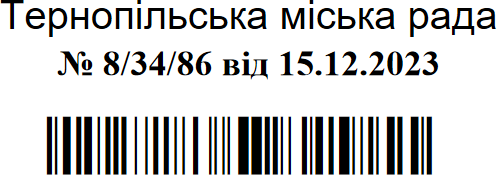 Тернопільська міська рада
№ 8/34/86 від 15.12.2023